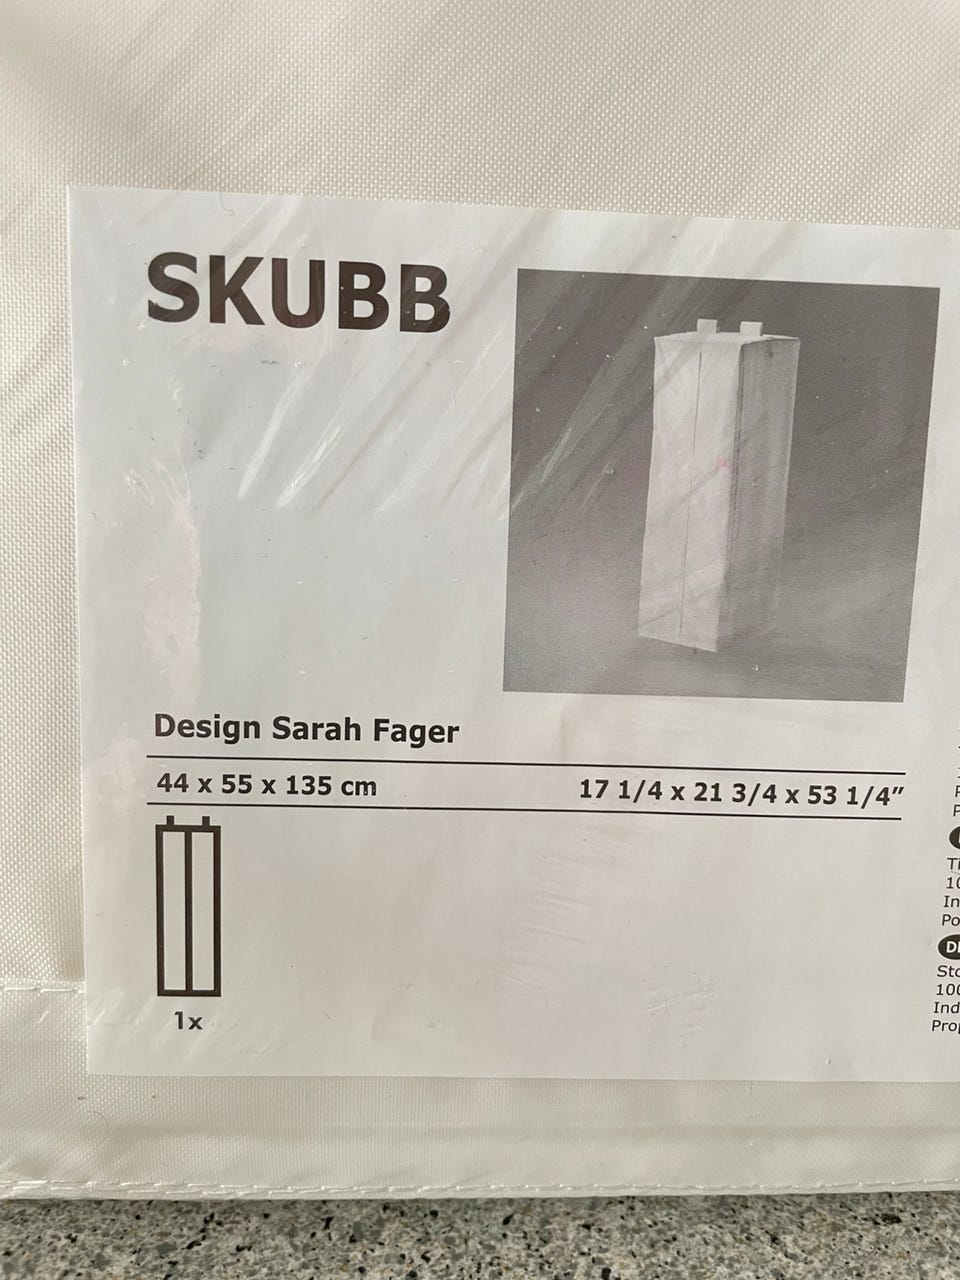 SKUBB
Design Sarah Fager
44 x 55 x 135 cm
17 1/4 x 21 3/4 x 53 1/4”
1x